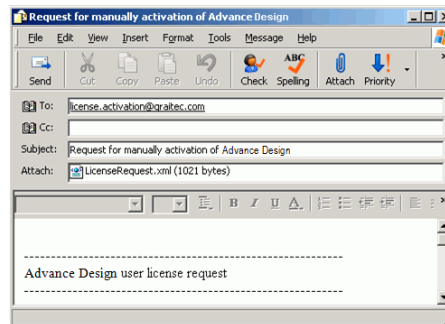 Request for manually activation of Advance Design
File Edit View Insert Format Tools Message Help
Send Cut Copy Paste Undo Check Spelling Attach Priority
ABC
To: license.activation@graitec.com
Cc:
Subject: Request for manually activation of Advance Design
Attach: LicenseRequest.xml (1021 bytes)
B I U A
--------------------------------------------------------------
Advance Design user license request
--------------------------------------------------------------